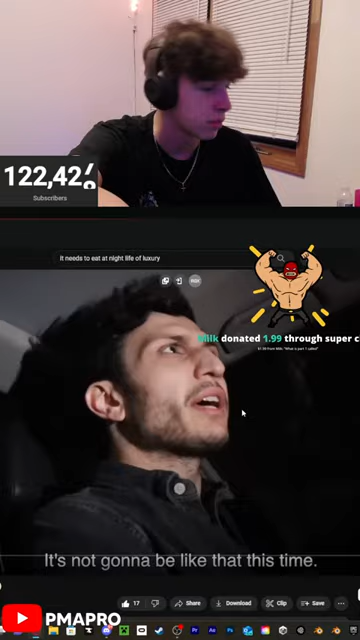 122,42
Subscribers
It needs to eat at night life of luxury
Milk donated 1.99 through super c
It's not gonna be like that this time.
17
Share
Download
Clip
Save
PMAPRO